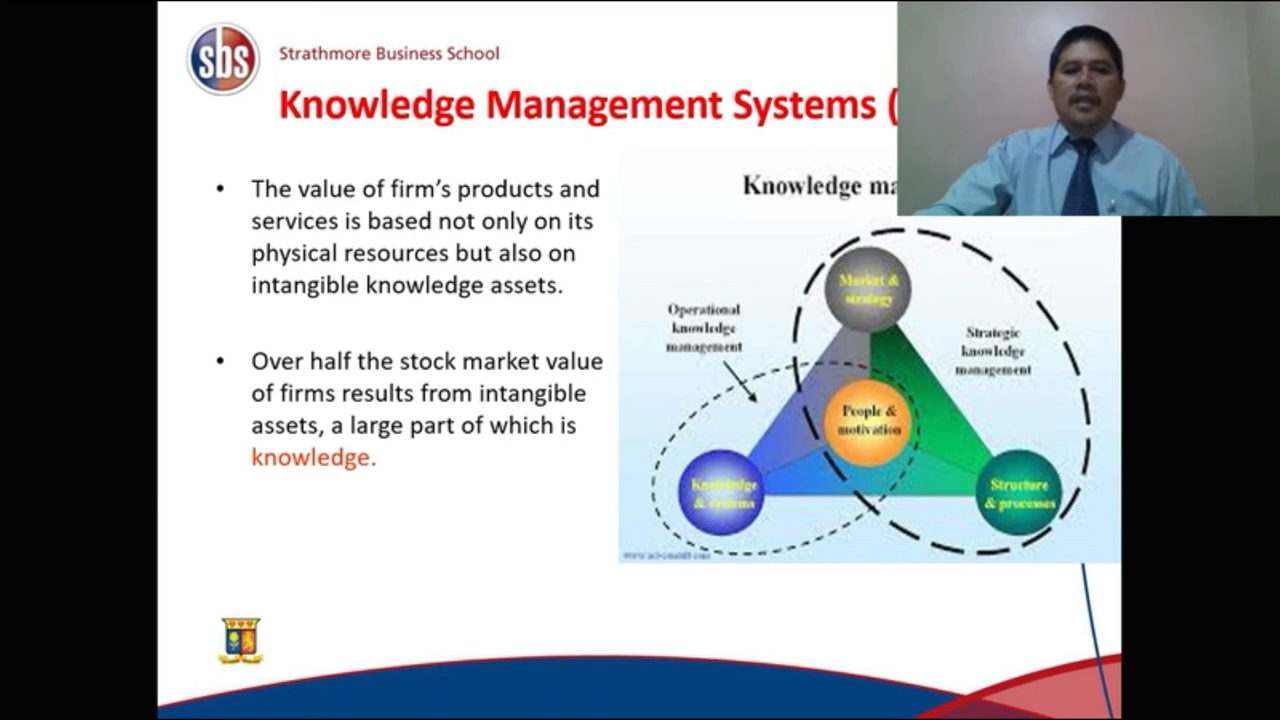 sbs
Strathmore Business School
Knowledge Management Systems (
• The value of firm's products and
services is based not only on its
physical resources but also on
intangible knowledge assets.
• Over half the stock market value
of firms results from intangible
assets, a large part of which is
knowledge.
Knowledge ma
Market &
strategy
Operational
knowledge
management
Strategic
knowledge
management
People &
motivation
Knowledge
& systems
Structure
& processes